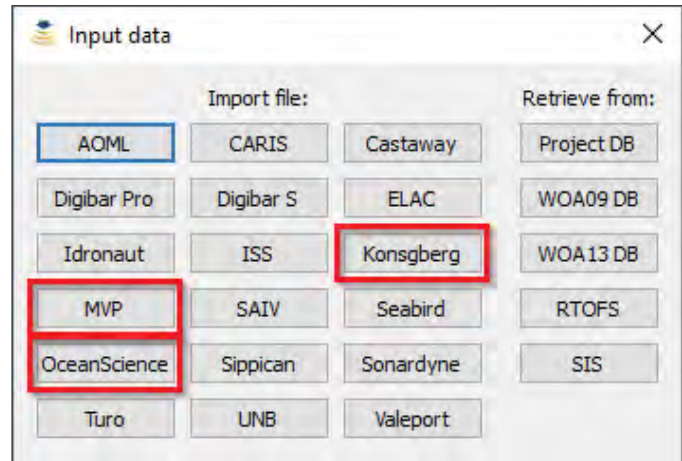 Input data
Import file: Retrieve from:
AOML CARIS Castaway Project DB
Digibar Pro Digibar S ELAC WOA09 DB
Idronaut ISS Konsgberg WOA13 DB
MVP SAIV Seabird RTOFS
OceanScience Sippican Sonardyne SIS
Turo UNB Valeport